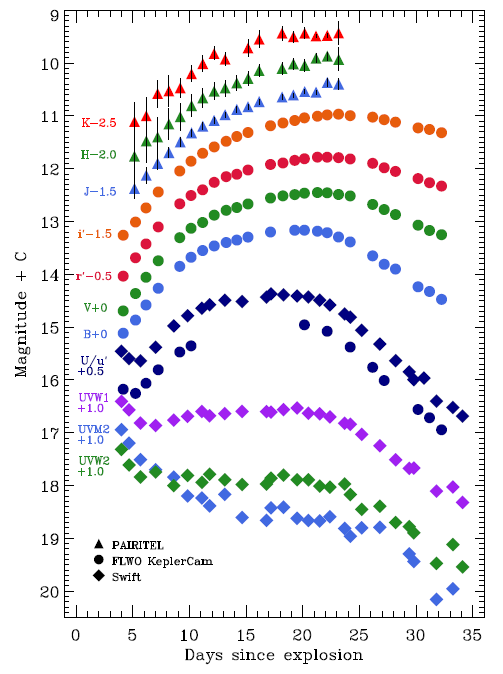 9
10
11
12
13
14
15
16
17
18
19
20
Magnitude + C
K−2.5
H−2.0
J−1.5
i'−1.5
r'−0.5
V+0
B+0
U/u'
+0.5
UVW1
+1.0
UVM2
+1.0
UVW2
+1.0
PAIRITEL
FLWO KeplerCam
Swift
0 5 10 15 20 25 30 35
Days since explosion